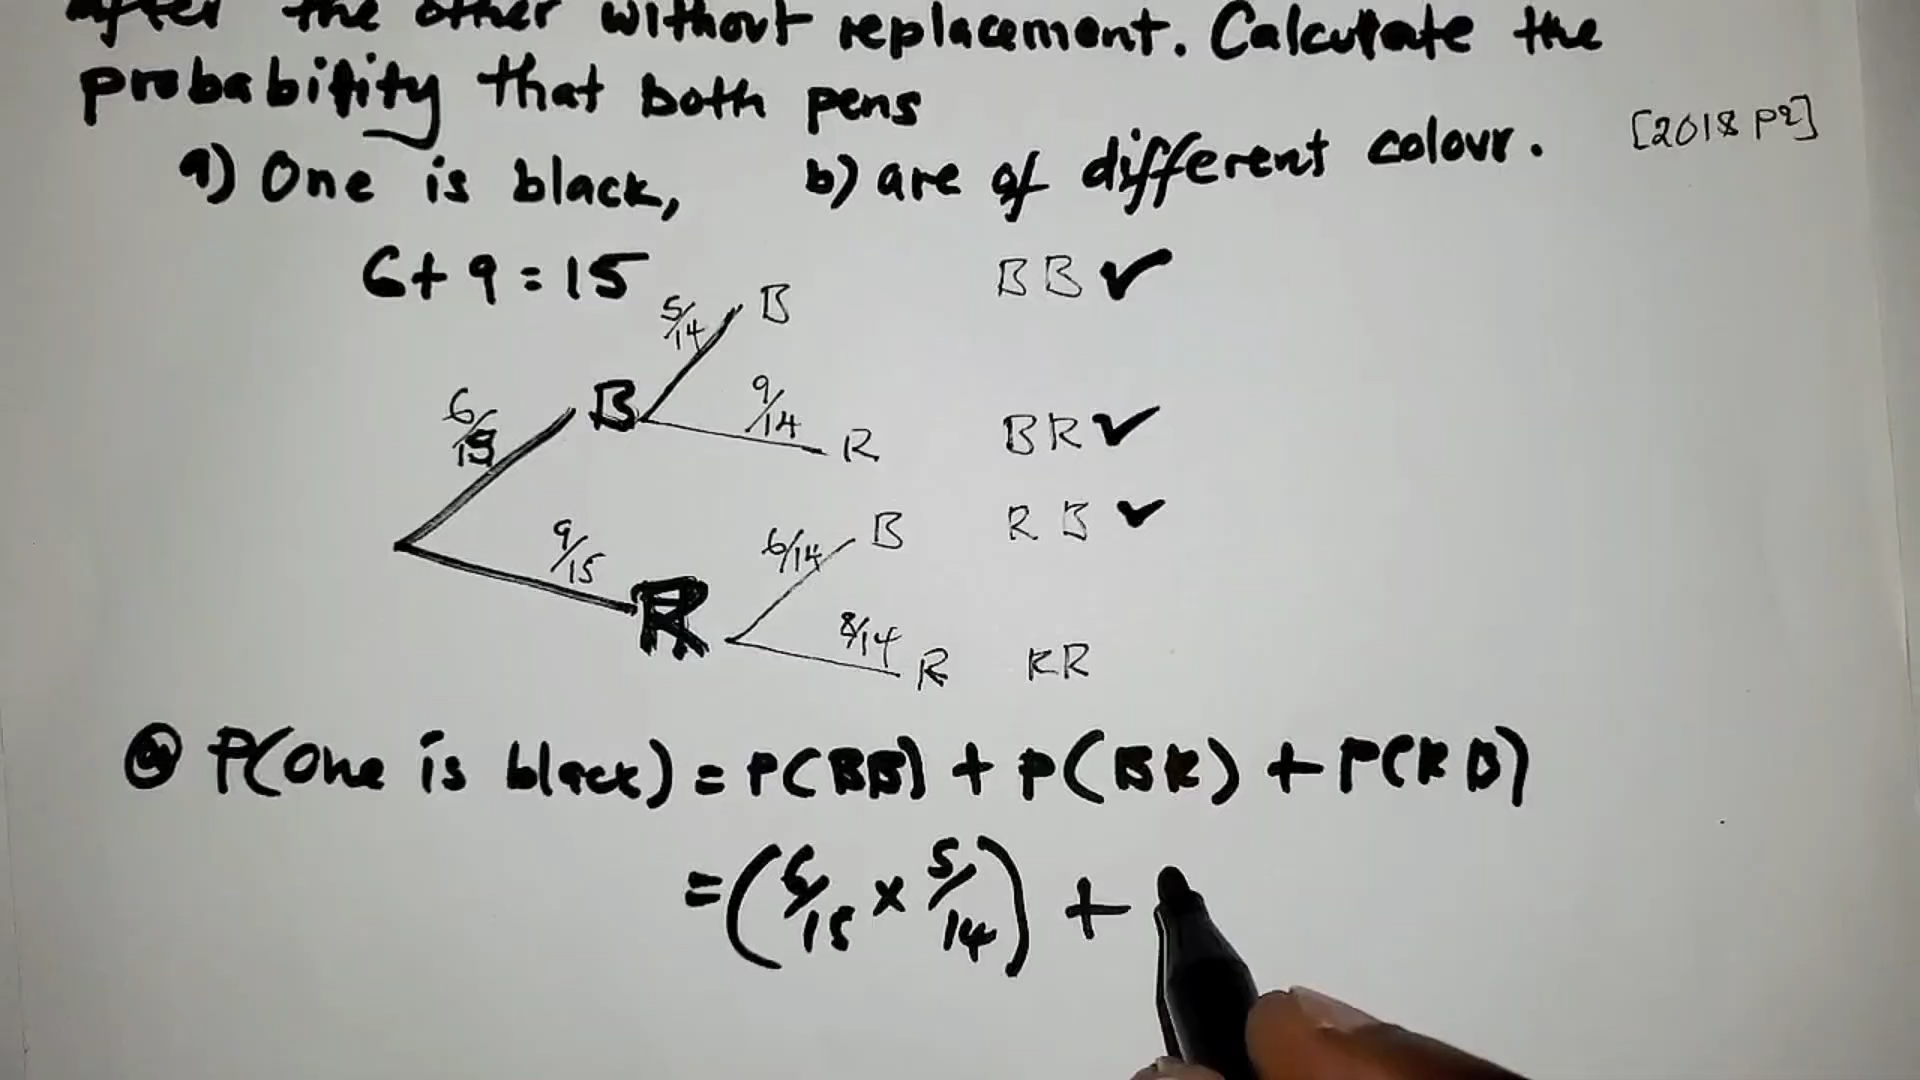 after the other without replacement. Calculate the
probability that both pens
a) One is black, b) are of different colour. [2018 P2]
6+9=15
5/14 B BB✓
6/15 B 9/14 R BR✓
6/14 B RB✓
9/15 R 8/14 R RR
a) P(One is black) = P(BB) + P(BR) + P(RB)
=(6/15 × 5/14) +